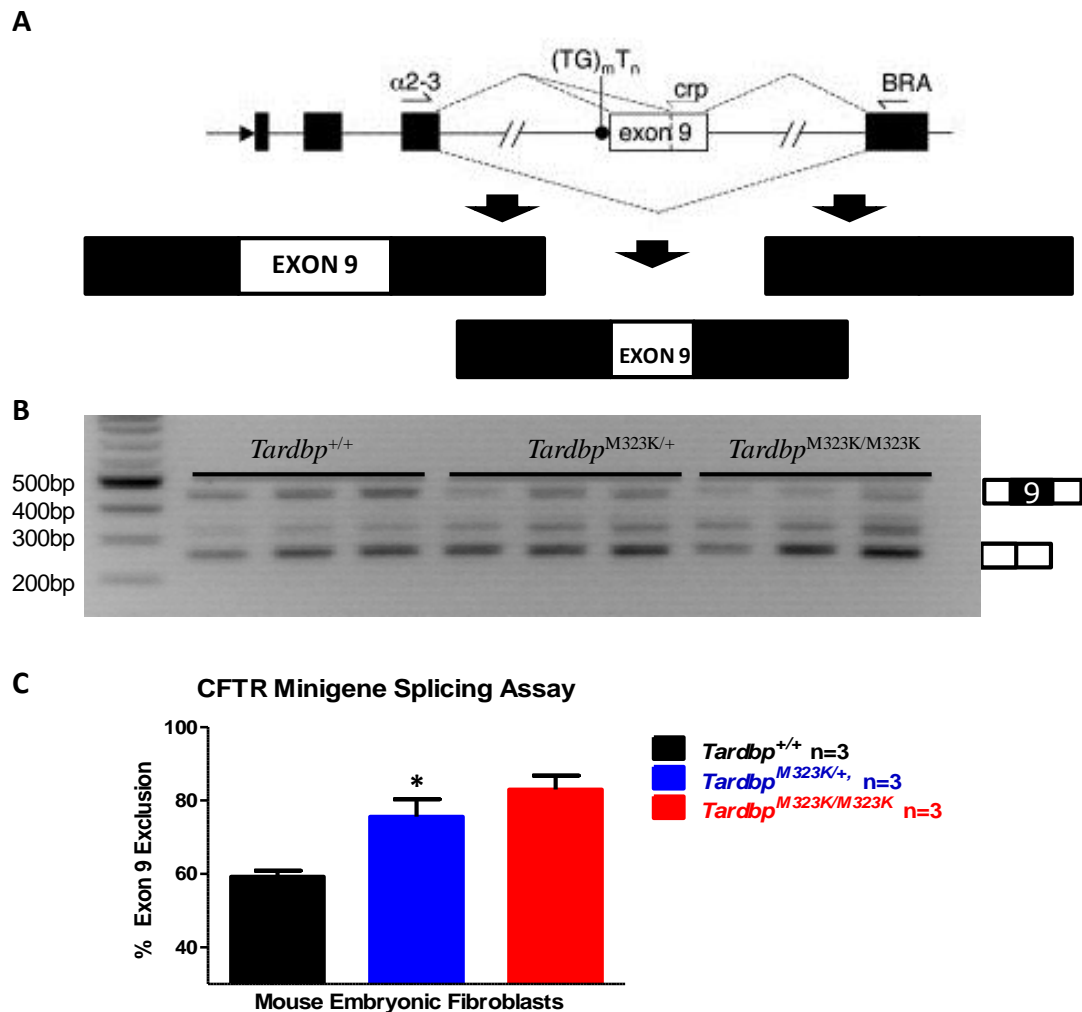 A
(TG)mTn
α2-3
crp
BRA
exon 9
EXON 9
EXON 9
B
Tardbp+/+
TardbpM323K/+
TardbpM323K/M323K
500bp
400bp
300bp
200bp
9
C
CFTR Minigene Splicing Assay
100
80
60
40
% Exon 9 Exclusion
*
Mouse Embryonic Fibroblasts
Tardbp+/+ n=3
TardbpM323K/+, n=3
TardbpM323K/M323K n=3